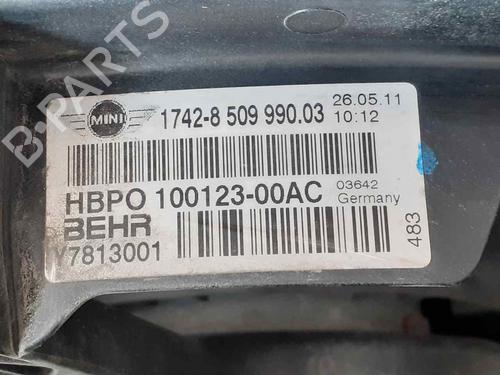 B-PARTS
MINI
1742-8 509 990.03
26.05.11
10:12
HBPO 100123-00AC
03642
Germany
BEHR
Y7813001
483